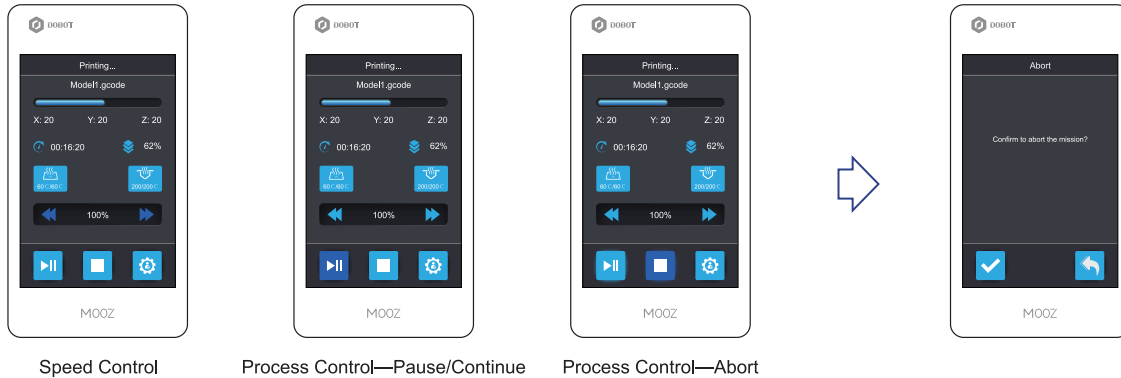 DOBOT
Printing...
Model1.gcode
X: 20 Y: 20 Z: 20
00:16:20 62%
60 C/60 C 200/200 C
100%
MOOZ
Speed Control
DOBOT
Printing...
Model1.gcode
X: 20 Y: 20 Z: 20
00:16:20 62%
60 C/60 C 200/200 C
100%
MOOZ
Process Control—Pause/Continue
DOBOT
Printing...
Model1.gcode
X: 20 Y: 20 Z: 20
00:16:20 62%
60 C/60 C 200/200 C
100%
MOOZ
Process Control—Abort
DOBOT
Abort
Confirm to abort the mission?
MOOZ